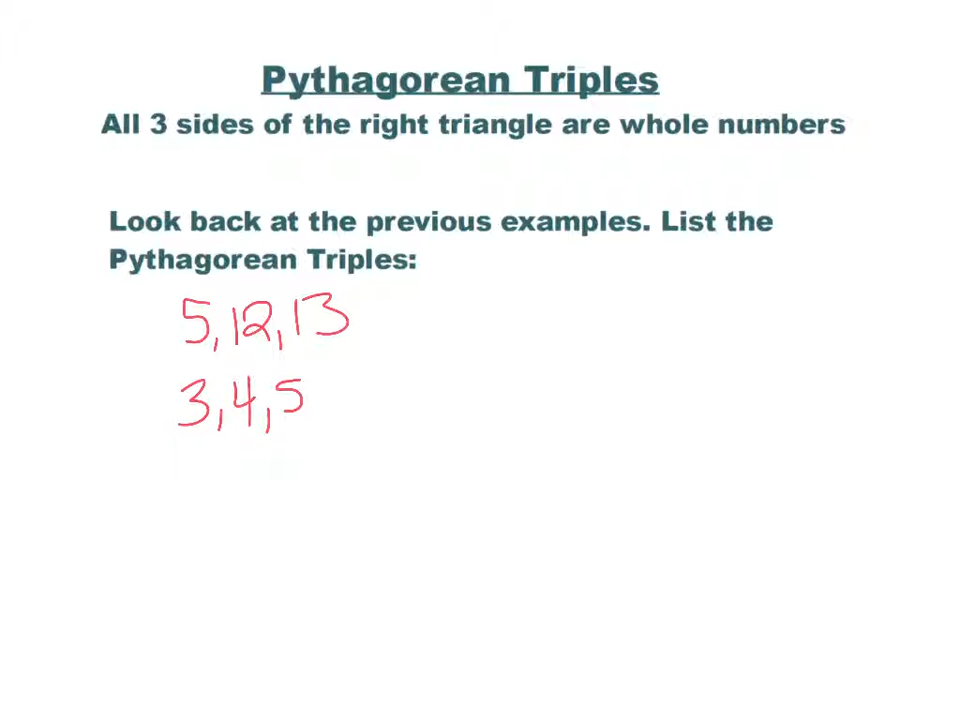 Pythagorean Triples
All 3 sides of the right triangle are whole numbers
Look back at the previous examples. List the
Pythagorean Triples:
5,12,13
3,4,5